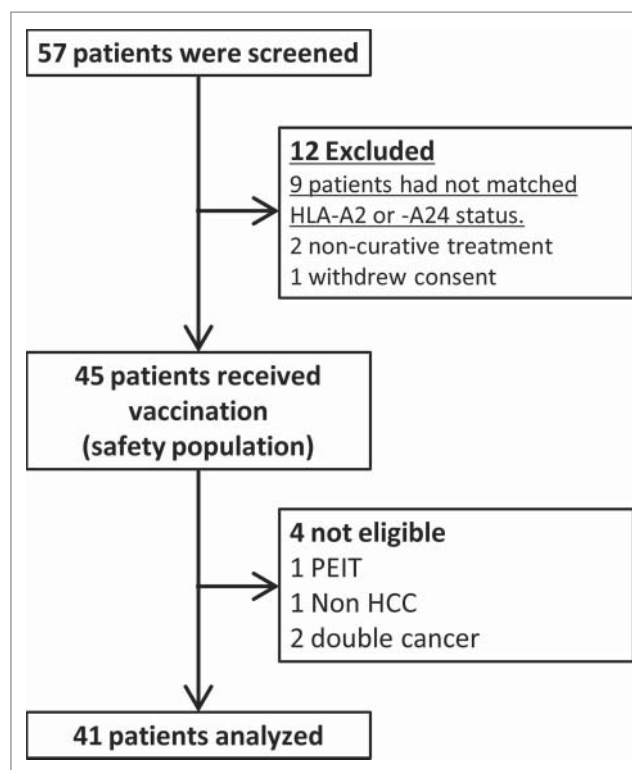 57 patients were screened
12 Excluded
9 patients had not matched
HLA-A2 or -A24 status.
2 non-curative treatment
1 withdrew consent
45 patients received
vaccination
(safety population)
4 not eligible
1 PEIT
1 Non HCC
2 double cancer
41 patients analyzed